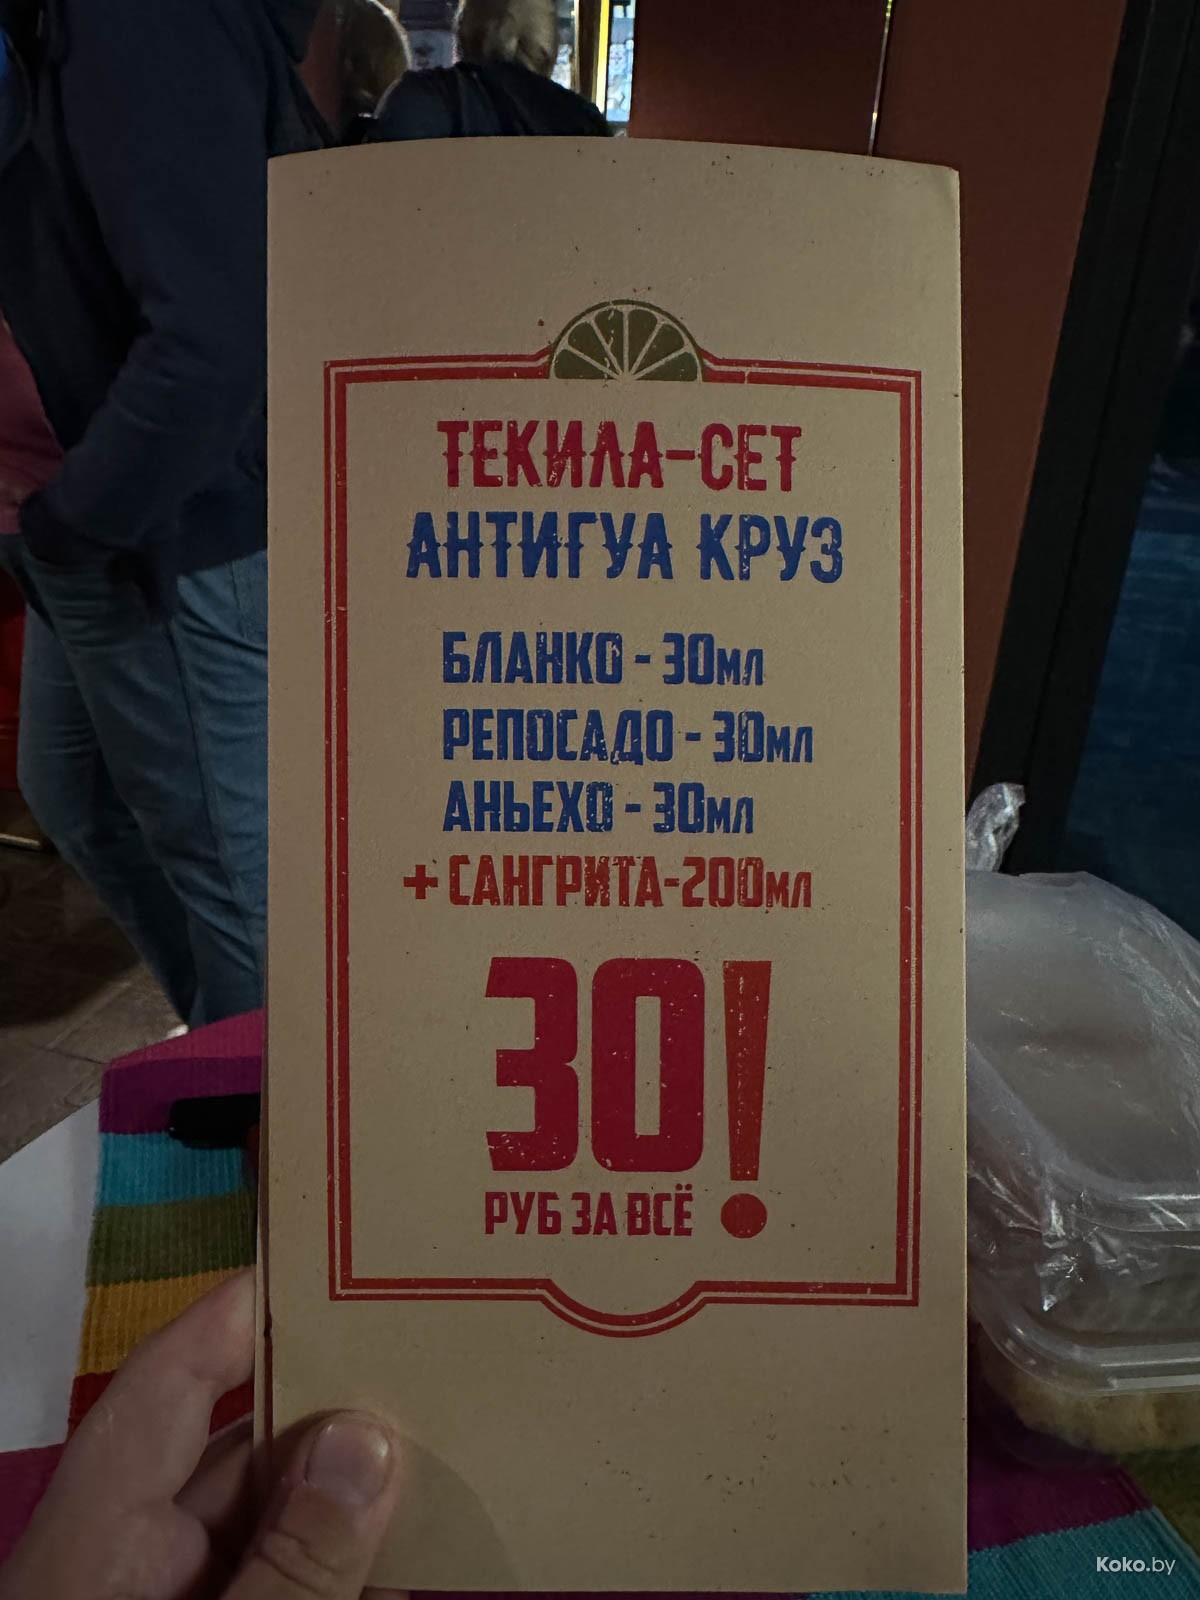 ТЕКИЛА-СЕТ
АНТИГУА КРУЗ
БЛАНКО - 30мл
РЕПОСАДО - 30мл
АНЬЕХО - 30мл
+ САНГРИТА-200мл
30!
РУБ ЗА ВСЁ
Koko.by